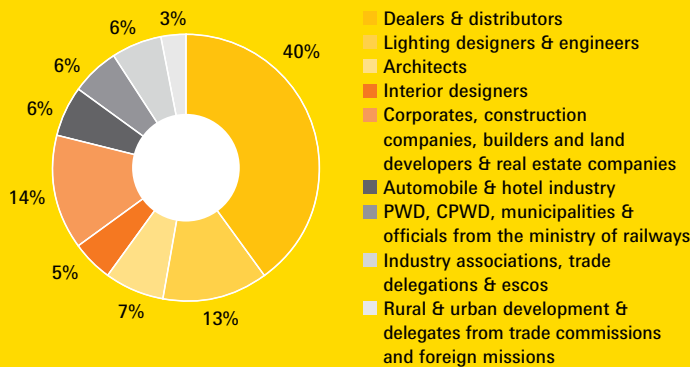 3%
6%
40%
6%
6%
14%
5%
7%
13%
Dealers & distributors
Lighting designers & engineers
Architects
Interior designers
Corporates, construction
companies, builders and land
developers & real estate companies
Automobile & hotel industry
PWD, CPWD, municipalities &
officials from the ministry of railways
Industry associations, trade
delegations & escos
Rural & urban development &
delegates from trade commissions
and foreign missions